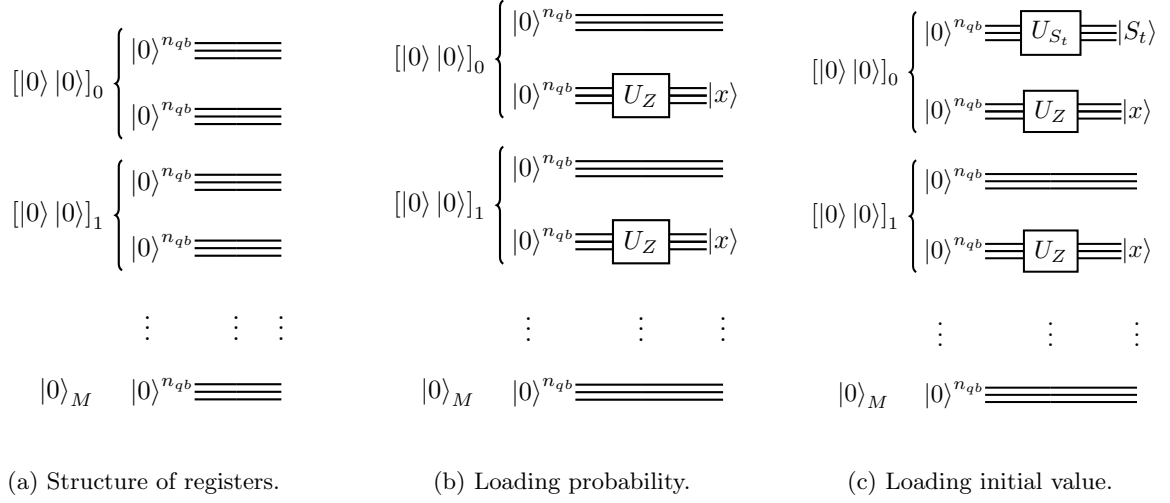 [|0⟩ |0⟩]₀ |0⟩^{n_{qb}}
|0⟩^{n_{qb}}
[|0⟩ |0⟩]₁ |0⟩^{n_{qb}}
|0⟩^{n_{qb}}
⋮ ⋮ ⋮
|0⟩_M |0⟩^{n_{qb}}
(a) Structure of registers.
[|0⟩ |0⟩]₀ |0⟩^{n_{qb}}
|0⟩^{n_{qb}} U_Z |x⟩
[|0⟩ |0⟩]₁ |0⟩^{n_{qb}}
|0⟩^{n_{qb}} U_Z |x⟩
⋮ ⋮ ⋮
|0⟩_M |0⟩^{n_{qb}}
(b) Loading probability.
[|0⟩ |0⟩]₀ |0⟩^{n_{qb}} U_{S_t} |S_t⟩
|0⟩^{n_{qb}} U_Z |x⟩
[|0⟩ |0⟩]₁ |0⟩^{n_{qb}}
|0⟩^{n_{qb}} U_Z |x⟩
⋮ ⋮ ⋮
|0⟩_M |0⟩^{n_{qb}}
(c) Loading initial value.